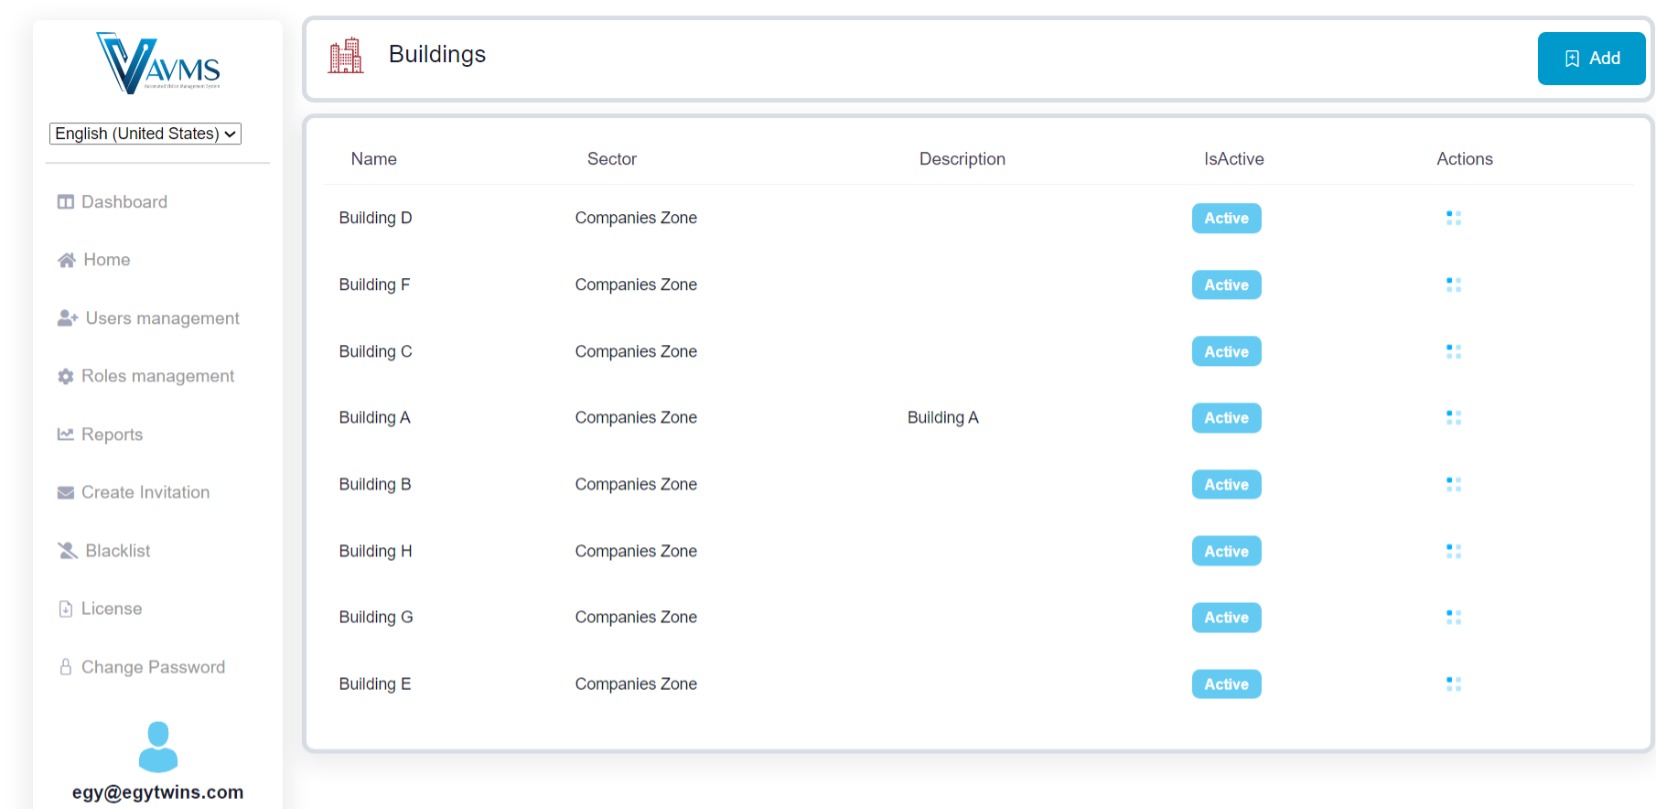 AVMS
English (United States)
Dashboard
Home
Users management
Roles management
Reports
Create Invitation
Blacklist
License
Change Password
egy@egytwins.com
Buildings
Add
Name Sector Description IsActive Actions
Building D Companies Zone Active
Building F Companies Zone Active
Building C Companies Zone Active
Building A Companies Zone Building A Active
Building B Companies Zone Active
Building H Companies Zone Active
Building G Companies Zone Active
Building E Companies Zone Active